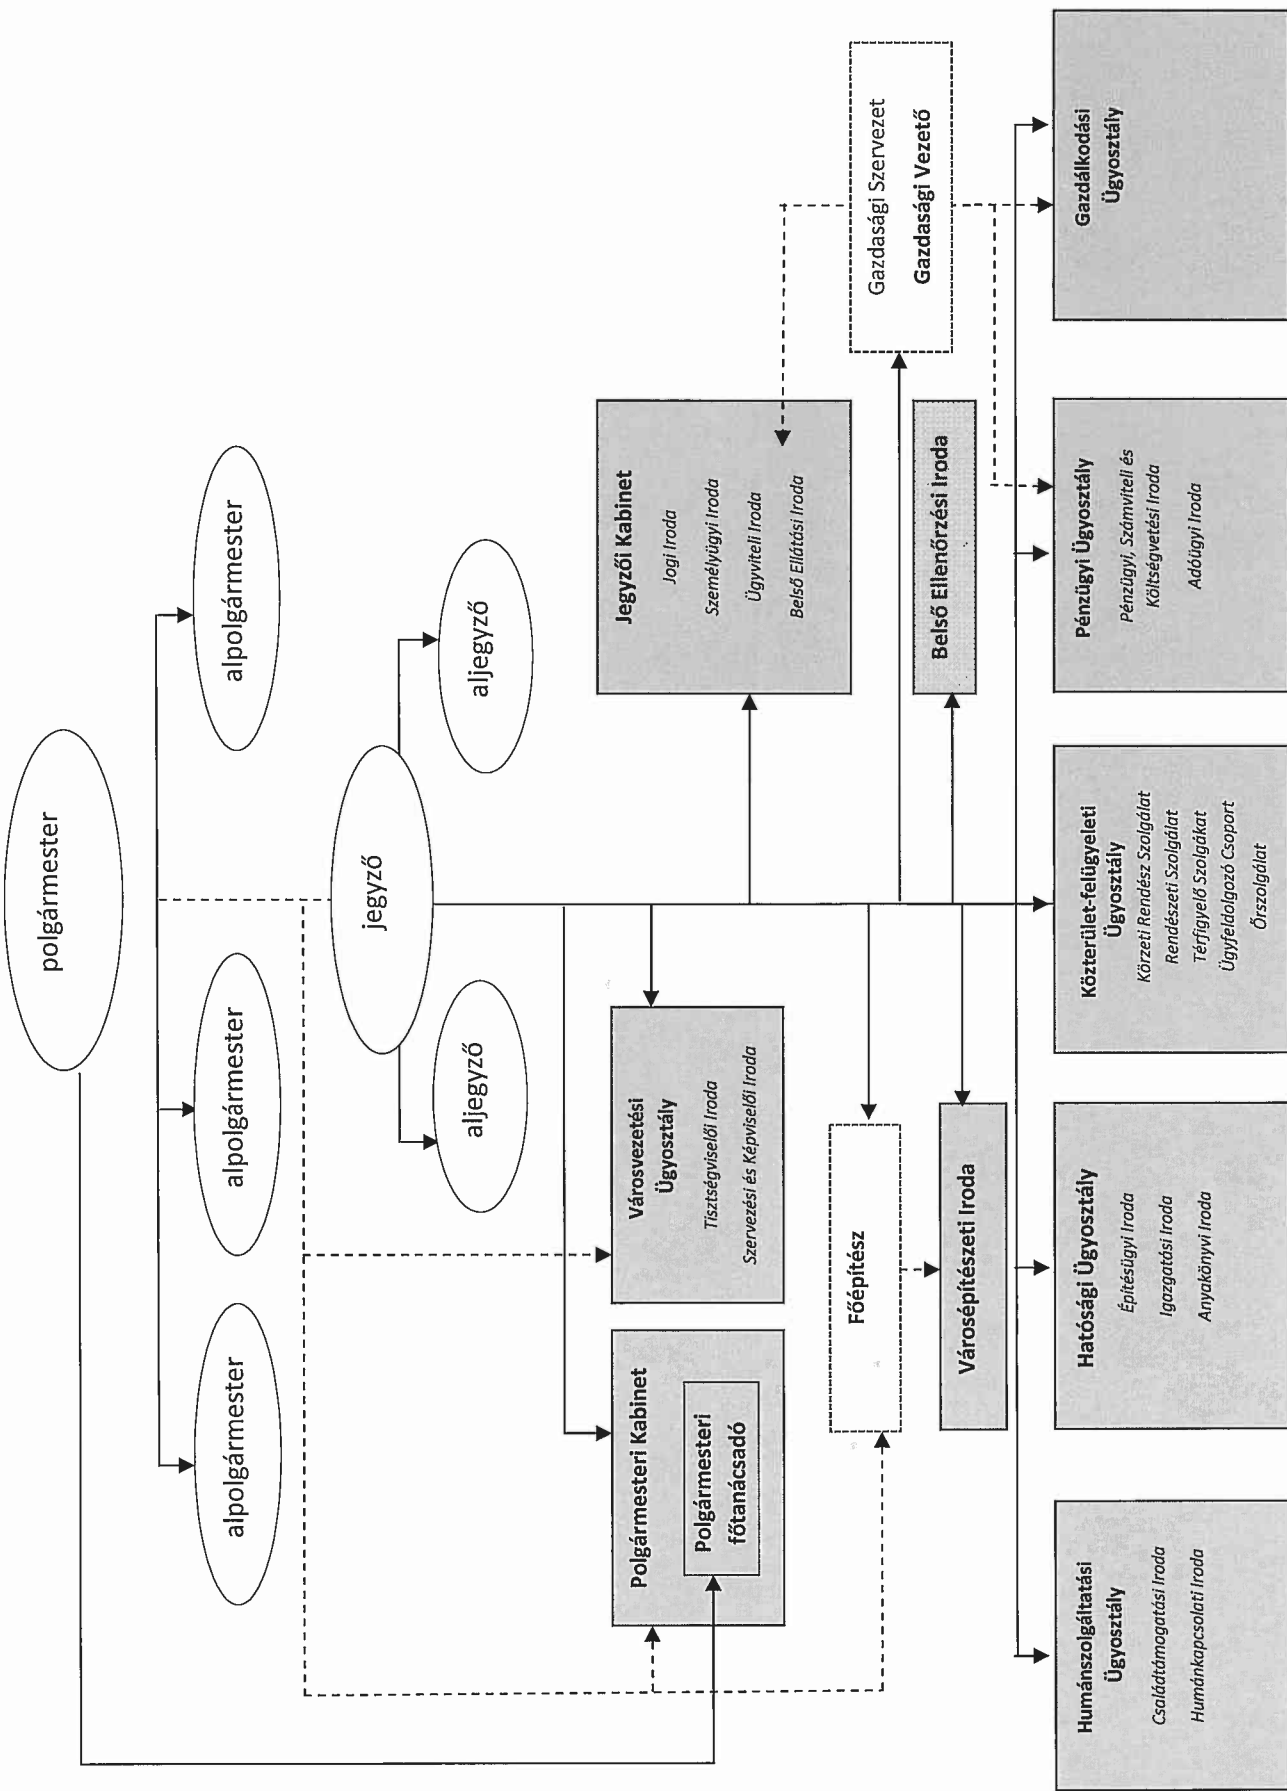 polgármester
alpolgármester
alpolgármester
alpolgármester
jegyző
aljegyző
aljegyző
Polgármesteri Kabinet
Polgármesteri
főtanácsadó
Városvezetési
Ügyosztály
Tisztségviselői Iroda
Szervezési és Képviselői Iroda
Jegyzői Kabinet
Jogi Iroda
Személyügyi Iroda
Ügyviteli Iroda
Belső Ellátási Iroda
Főépítész
Városépítészeti Iroda
Belső Ellenőrzési Iroda
Gazdasági Szervezet
Gazdasági Vezető
Humánszolgáltatási
Ügyosztály
Családtámogatási Iroda
Humánkapcsolati Iroda
Hatósági Ügyosztály
Építésügyi Iroda
Igazgatási Iroda
Anyakönyvi Iroda
Közterület-felügyeleti
Ügyosztály
Körzeti Rendész Szolgálat
Rendészeti Szolgálat
Térfigyelő Szolgákat
Ügyfeldolgozó Csoport
Őrszolgálat
Pénzügyi Ügyosztály
Pénzügyi, Számviteli és
Költségvetési Iroda
Adóügyi Iroda
Gazdálkodási
Ügyosztály